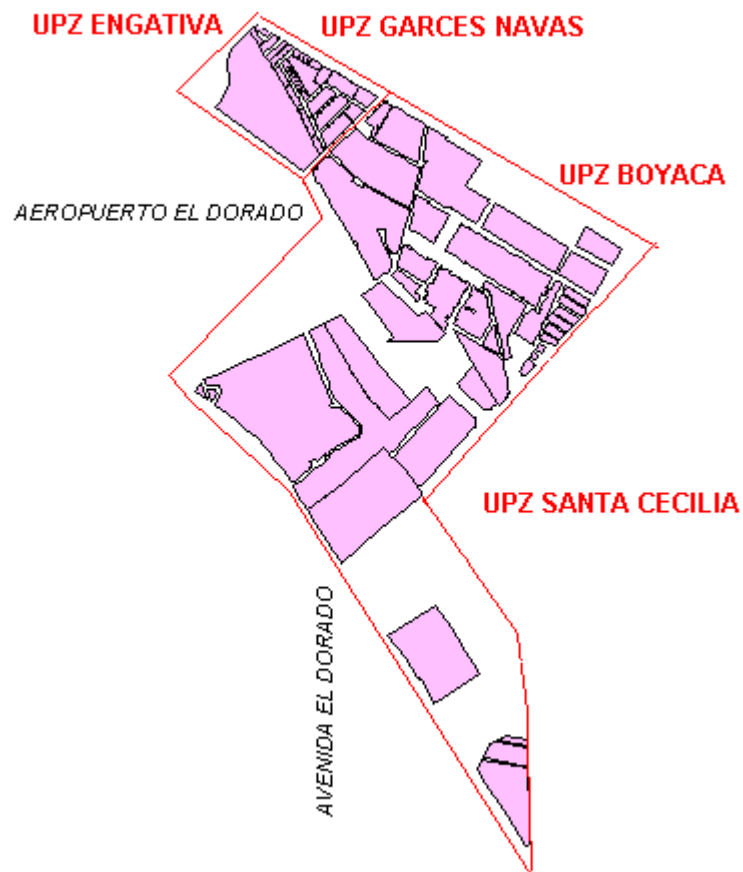 UPZ ENGATIVA
UPZ GARCES NAVAS
UPZ BOYACA
AEROPUERTO EL DORADO
UPZ SANTA CECILIA
AVENIDA EL DORADO